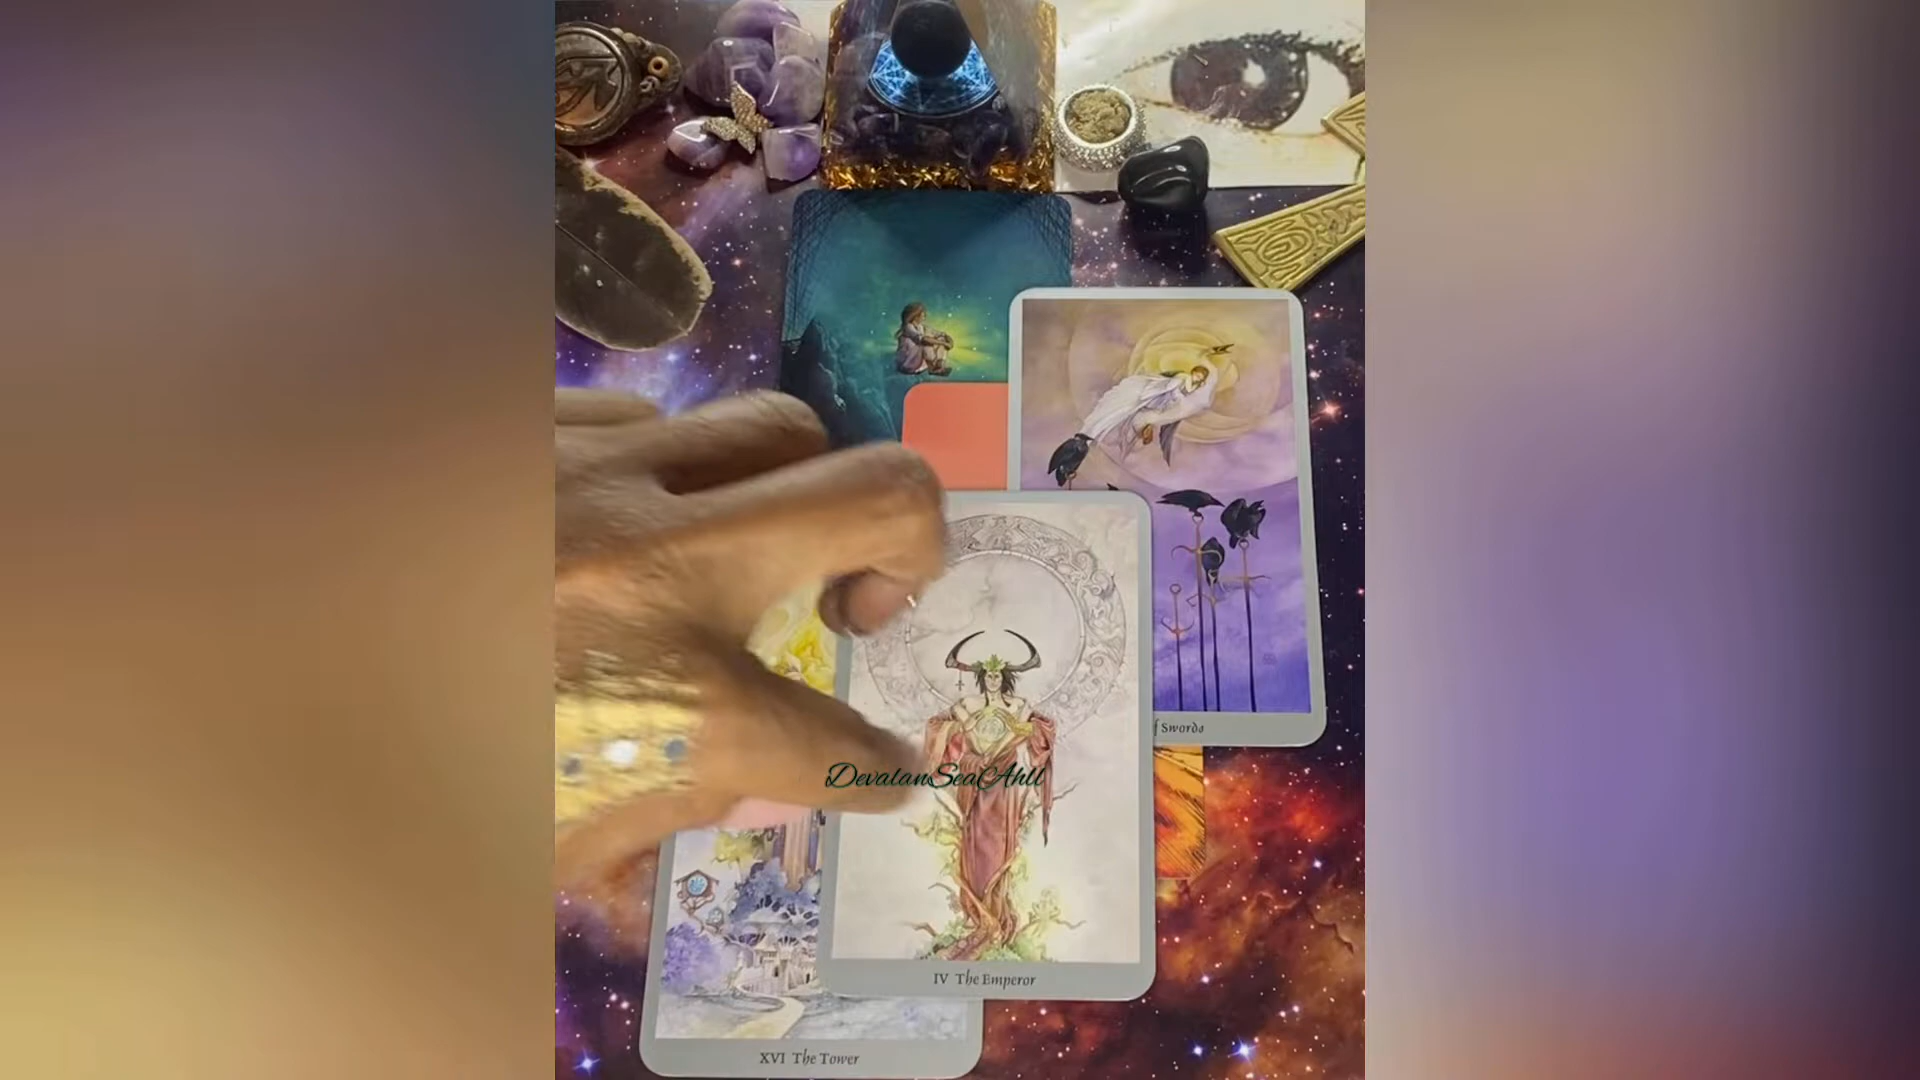 f Swords
DevalanSeaAhll
IV The Emperor
XVI The Tower